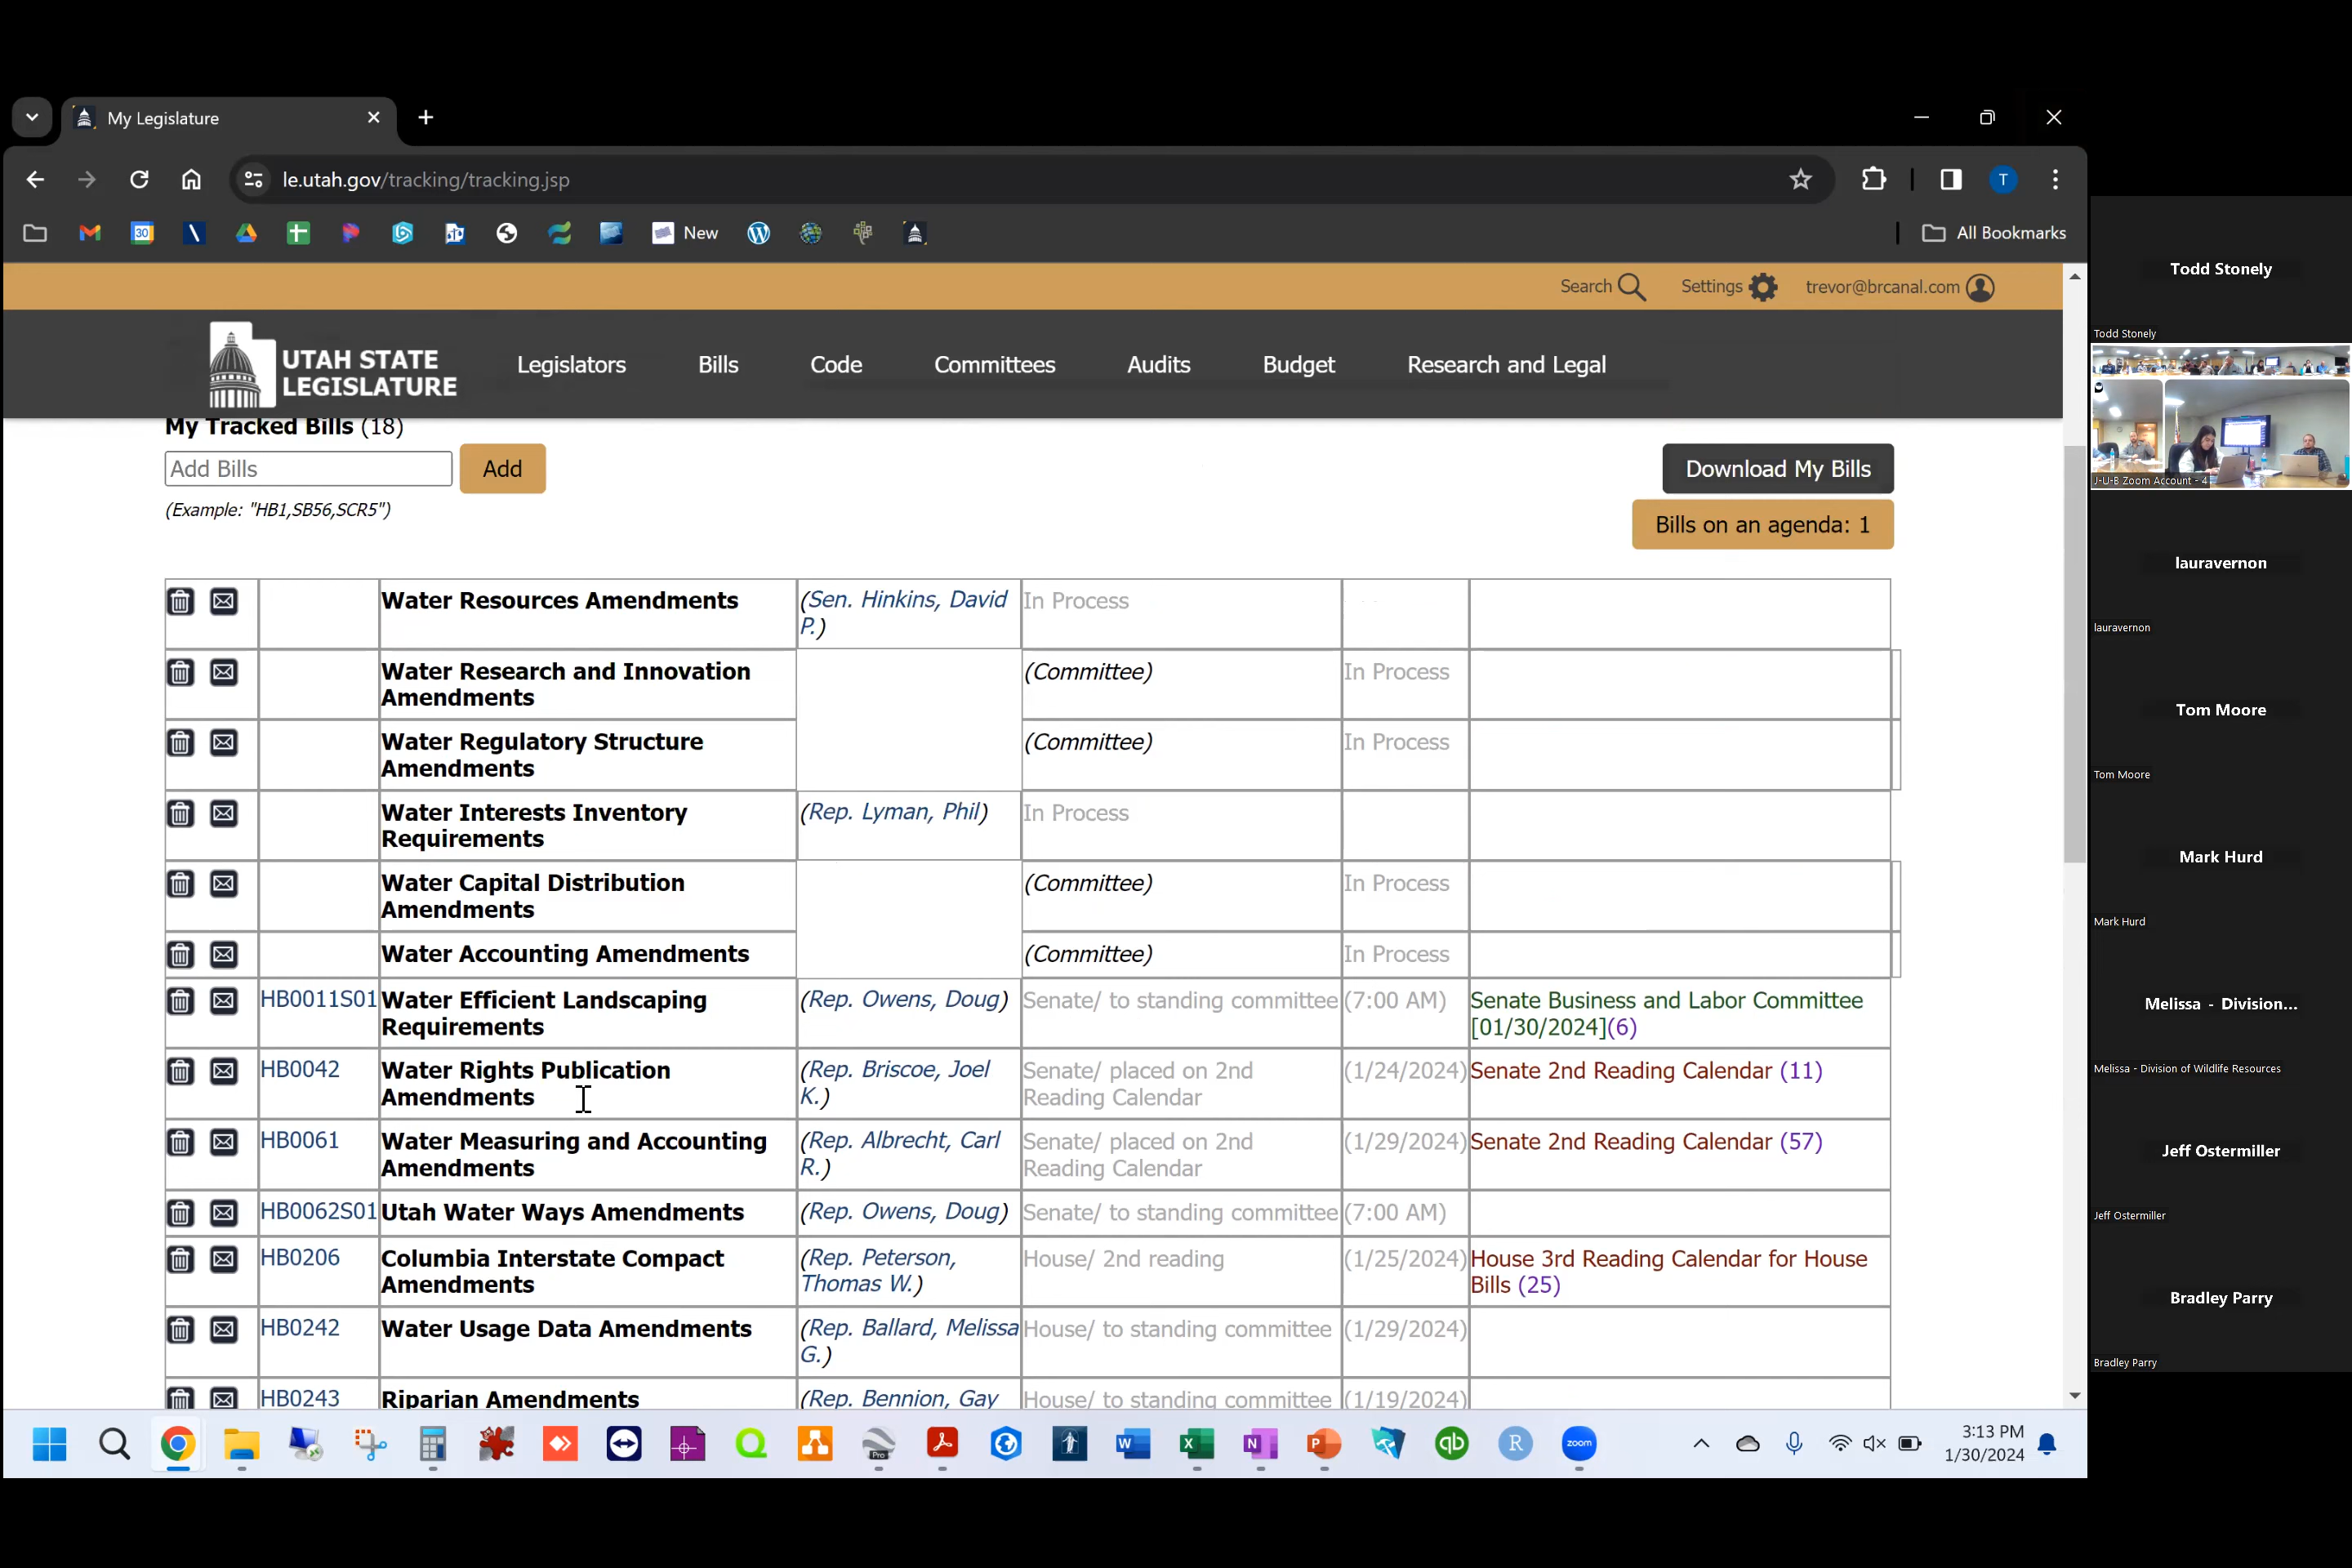 My Legislature
le.utah.gov/tracking/tracking.jsp
New
All Bookmarks
Search
Settings
trevor@brcanal.com
UTAH STATE
LEGISLATURE
Legislators
Bills
Code
Committees
Audits
Budget
Research and Legal
My Tracked Bills (18)
Add Bills
Add
Download My Bills
(Example: "HB1,SB56,SCR5")
Bills on an agenda: 1
Water Resources Amendments (Sen. Hinkins, David In Process
P.)
Water Research and Innovation (Committee) In Process
Amendments
Water Regulatory Structure (Committee) In Process
Amendments
Water Interests Inventory (Rep. Lyman, Phil) In Process
Requirements
Water Capital Distribution (Committee) In Process
Amendments
Water Accounting Amendments (Committee) In Process
HB0011S01 Water Efficient Landscaping (Rep. Owens, Doug) Senate/ to standing committee (7:00 AM) Senate Business and Labor Committee
Requirements [01/30/2024](6)
HB0042 Water Rights Publication (Rep. Briscoe, Joel Senate/ placed on 2nd (1/24/2024) Senate 2nd Reading Calendar (11)
Amendments K.) Reading Calendar
HB0061 Water Measuring and Accounting (Rep. Albrecht, Carl Senate/ placed on 2nd (1/29/2024) Senate 2nd Reading Calendar (57)
Amendments R.) Reading Calendar
HB0062S01 Utah Water Ways Amendments (Rep. Owens, Doug) Senate/ to standing committee (7:00 AM)
HB0206 Columbia Interstate Compact (Rep. Peterson, House/ 2nd reading (1/25/2024) House 3rd Reading Calendar for House
Amendments Thomas W.) Bills (25)
HB0242 Water Usage Data Amendments (Rep. Ballard, Melissa House/ to standing committee (1/29/2024)
G.)
HB0243 Riparian Amendments (Rep. Bennion, Gay House/ to standing committee (1/19/2024)
3:13 PM
1/30/2024
Todd Stonely
Todd Stonely
J-U-B Zoom Account - 4
lauravernon
lauravernon
Tom Moore
Tom Moore
Mark Hurd
Mark Hurd
Melissa - Division...
Melissa - Division of Wildlife Resources
Jeff Ostermiller
Jeff Ostermiller
Bradley Parry
Bradley Parry
30
T
Pro
W
X
N
P
qb
R
zoom